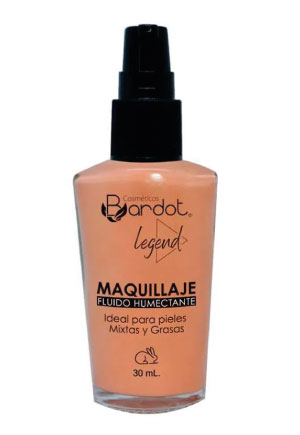 Cosméticos
Bardot®
Legend
MAQUILLAJE
FLUIDO HUMECTANTE
Ideal para pieles
Mixtas y Grasas
30 mL.